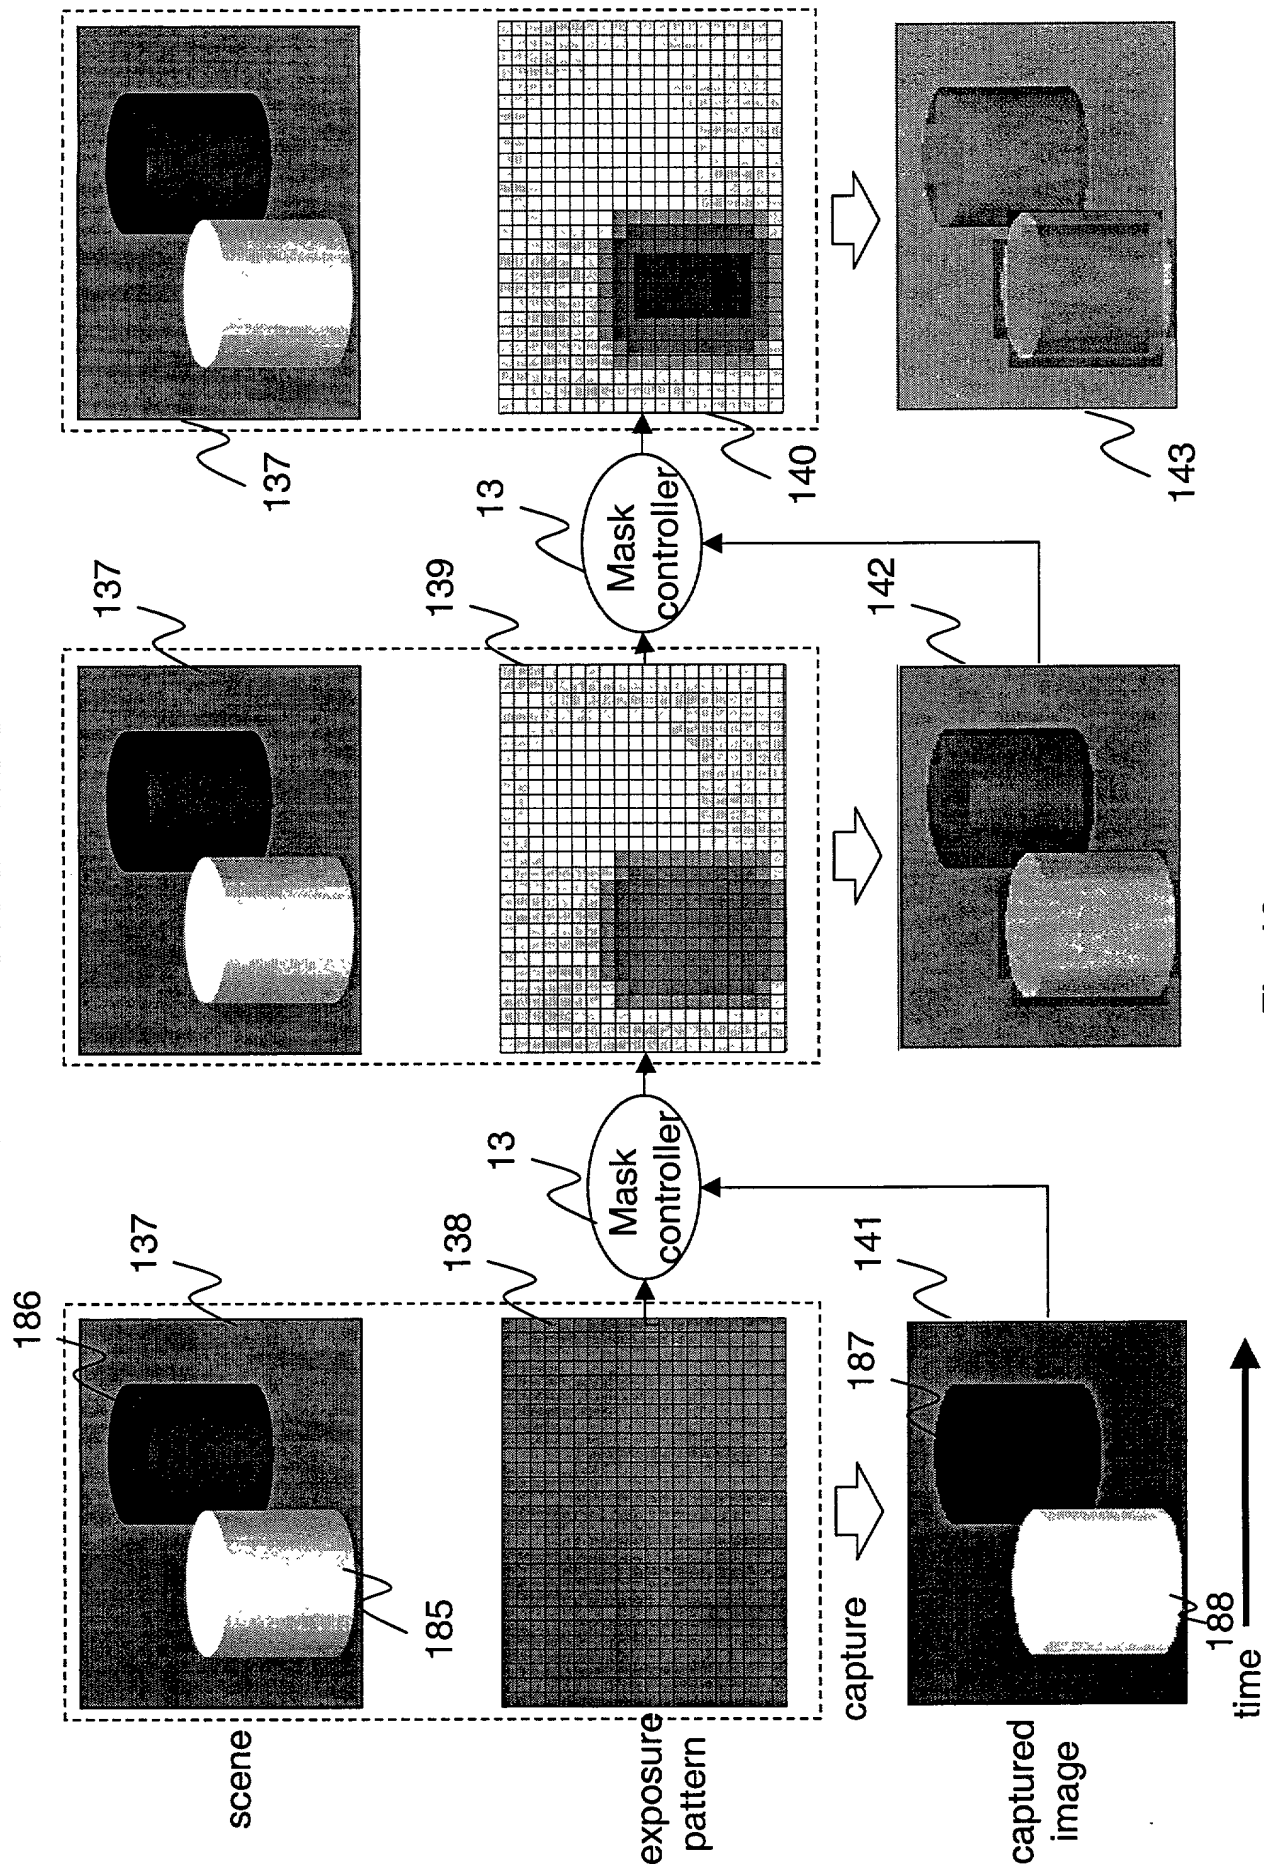 186
137
137
137
scene
185
138
13
139
13
140
Mask
controller
Mask
controller
exposure
pattern
capture
187
141
142
143
captured
image
188
time